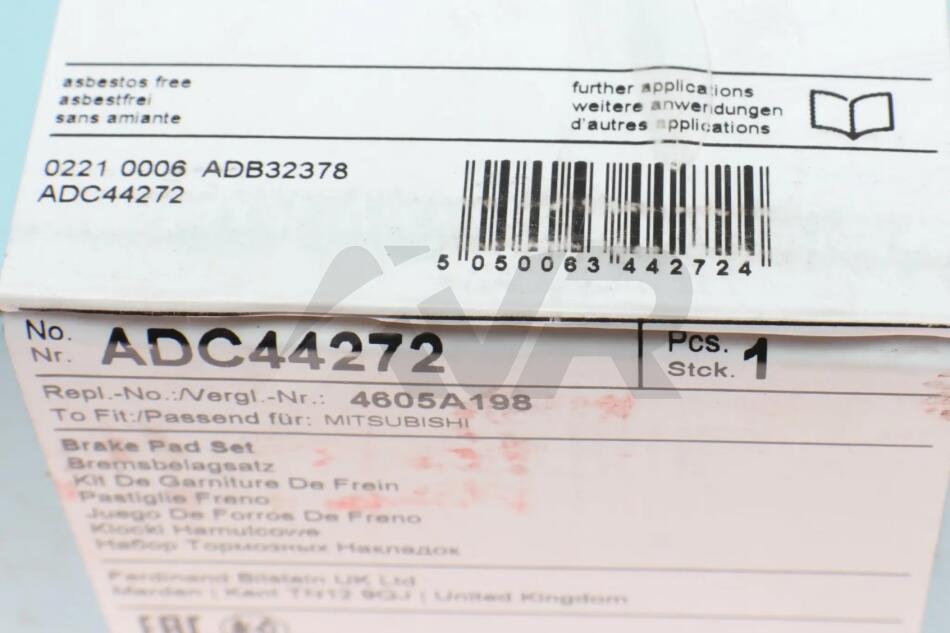 asbestos free
asbestfrei
sans amiante
further applications
weitere anwendungen
d'autres applications
0221 0006 ADB32378
ADC44272
5 050063 442724
No. ADC44272
Nr.
Pcs. 1
Stck.
Repl.-No.:/Vergl.-Nr.: 4605A198
To Fit:/Passend für: MITSUBISHI
Brake Pad Set
Bremsbelagsatz
Kit De Garniture De Frein
Pastiglie Freno
Juego De Forros De Freno
Klocki Hamulcowe
Набор Тормозных Накладок
Ferdinand Bilstein UK Ltd
Marden | Kent TN12 9GJ | United Kingdom
EAC
VR